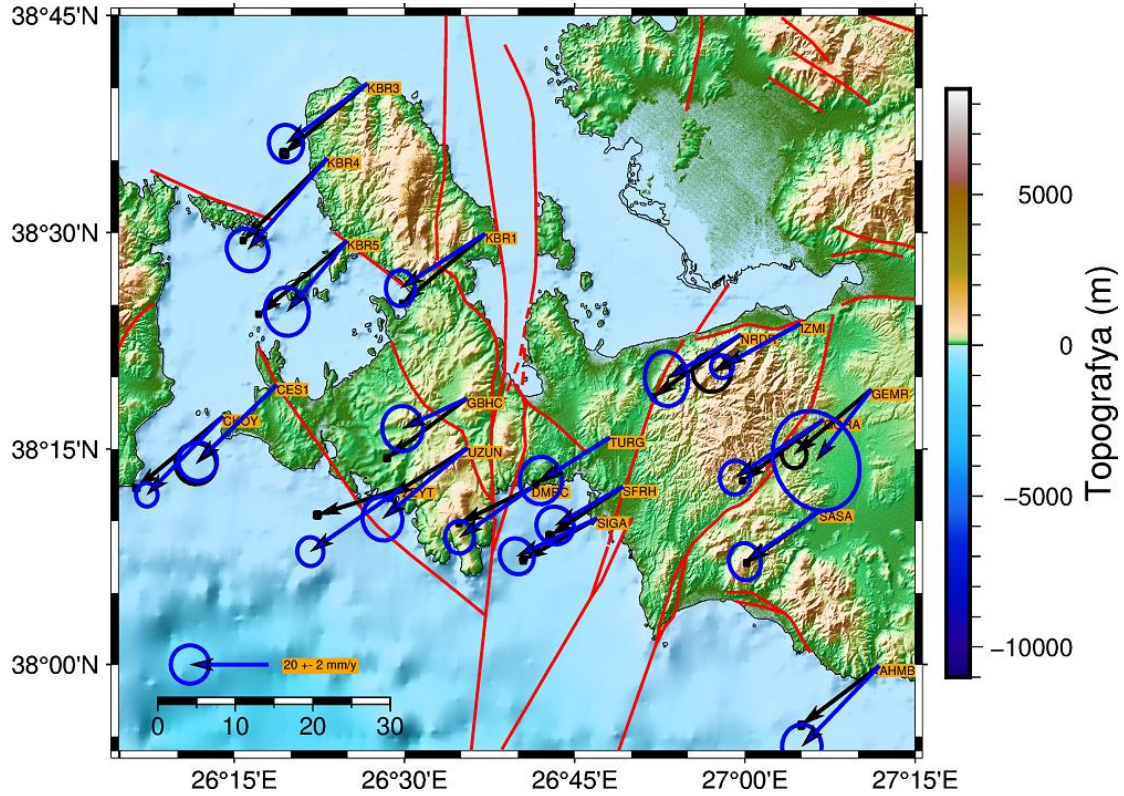 38°45'N
KBR3
KBR4
38°30'N
KBR5
KBR1
5000
IZMI
CES1
GEMR
GBHC
0
38°15'N
TURG
UZUN
SFRH
SIGA
SASA
−5000
38°00'N
20 +- 2 mm/y
AHMB
−10000
0 10 20 30
26°15'E 26°30'E 26°45'E 27°00'E 27°15'E
Topografya (m)